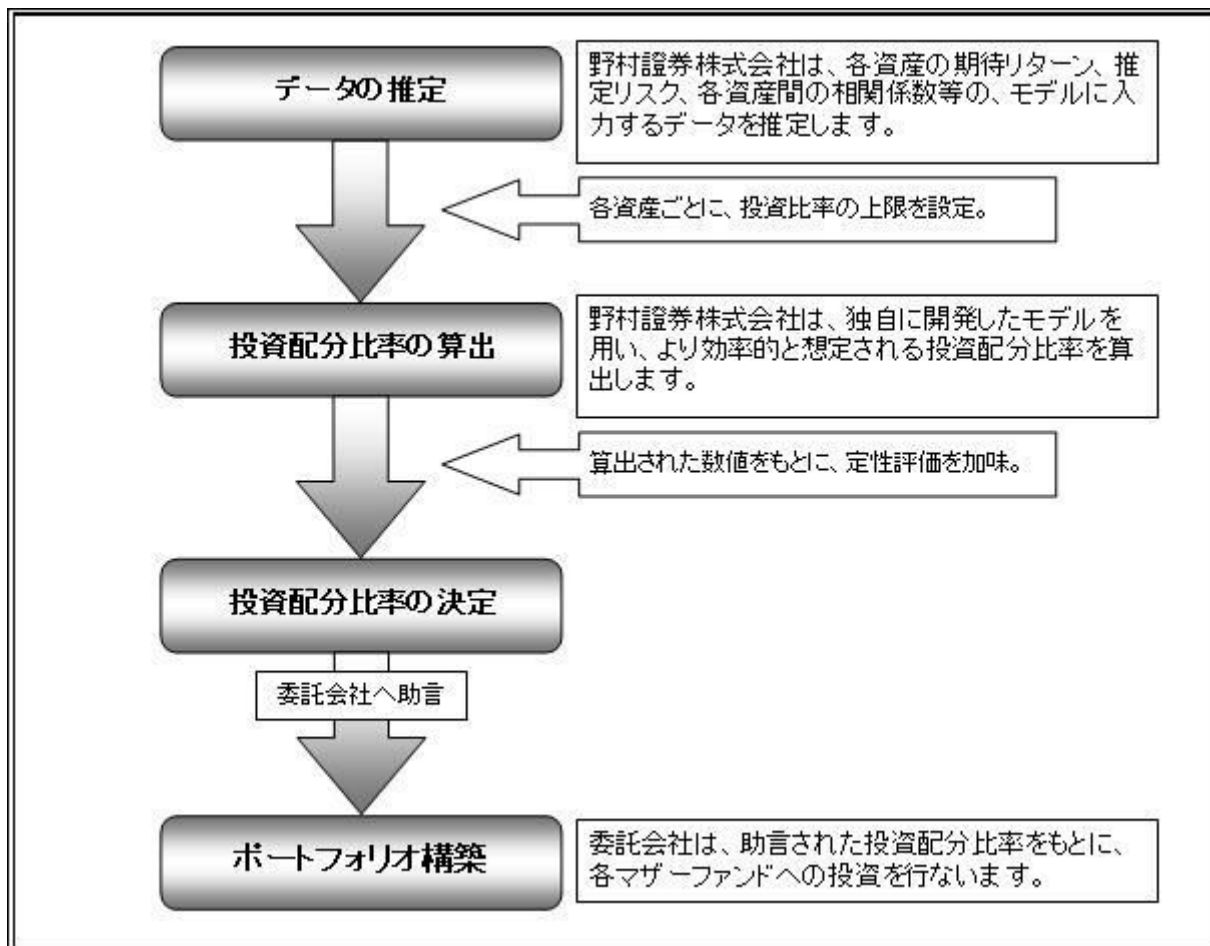 データの推定
野村證券株式会社は、各資産の期待リターン、推
定リスク、各資産間の相関係数等の、モデルに入
力するデータを推定します。
各資産ごとに、投資比率の上限を設定。
投資配分比率の算出
野村證券株式会社は、独自に開発したモデルを
用い、より効率的と想定される投資配分比率を算
出します。
算出された数値をもとに、定性評価を加味。
投資配分比率の決定
委託会社へ助言
ポートフォリオ構築
委託会社は、助言された投資配分比率をもとに、
各マザーファンドへの投資を行ないます。